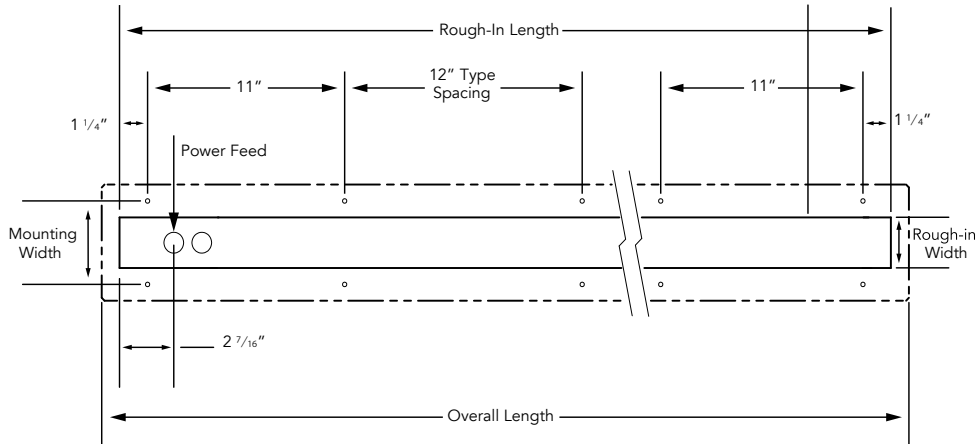 Rough-In Length
11”
12” Type
Spacing
11”
1 1/4”
1 1/4”
Power Feed
Mounting
Width
Rough-in
Width
2 7/16”
Overall Length